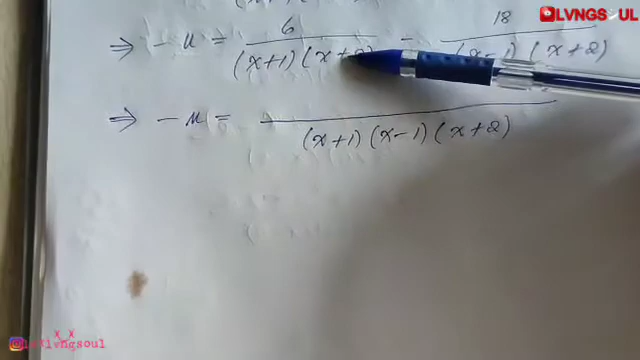 LVNGSOUL
⇒ - u = 6/((x+1)(x+2)) - 18/((x-1)(x+2))
⇒ - u = /((x+1)(x-1)(x+2))